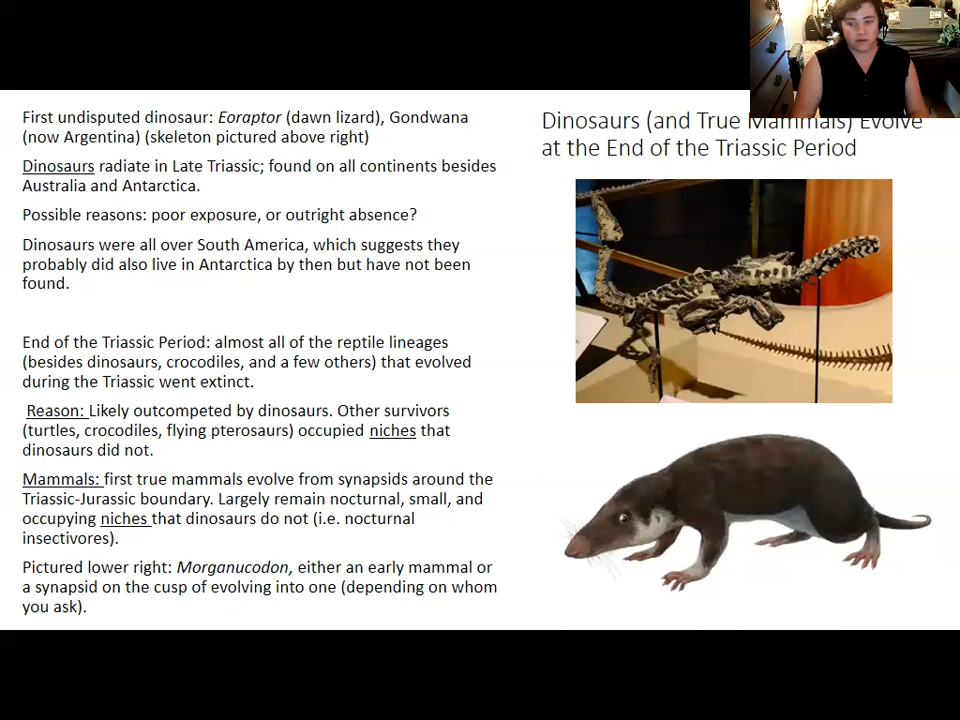 First undisputed dinosaur: Eoraptor (dawn lizard), Gondwana
(now Argentina) (skeleton pictured above right)
Dinosaurs radiate in Late Triassic; found on all continents besides
Australia and Antarctica.
Possible reasons: poor exposure, or outright absence?
Dinosaurs were all over South America, which suggests they
probably did also live in Antarctica by then but have not been
found.
End of the Triassic Period: almost all of the reptile lineages
(besides dinosaurs, crocodiles, and a few others) that evolved
during the Triassic went extinct.
Reason: Likely outcompeted by dinosaurs. Other survivors
(turtles, crocodiles, flying pterosaurs) occupied niches that
dinosaurs did not.
Mammals: first true mammals evolve from synapsids around the
Triassic-Jurassic boundary. Largely remain nocturnal, small, and
occupying niches that dinosaurs do not (i.e. nocturnal
insectivores).
Pictured lower right: Morganucodon, either an early mammal or
a synapsid on the cusp of evolving into one (depending on whom
you ask).
Dinosaurs (and True Mammals) Evolve
at the End of the Triassic Period